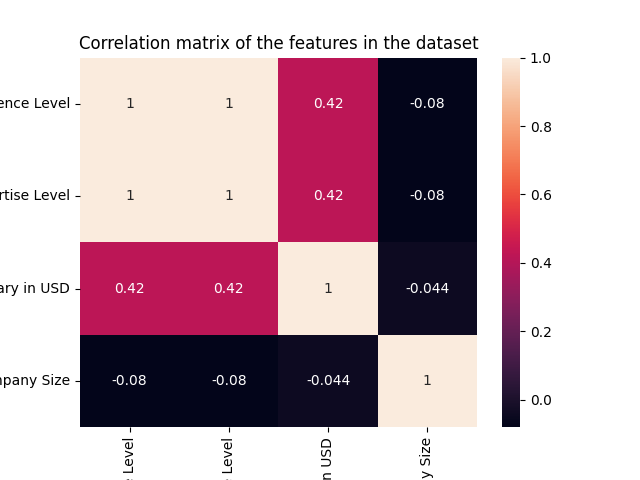 Correlation matrix of the features in the dataset
ence Level 1 1 0.42 -0.08
rtise Level 1 1 0.42 -0.08
ary in USD 0.42 0.42 1 -0.044
mpany Size -0.08 -0.08 -0.044 1
Level
Level
n USD
y Size
1.0
0.8
0.6
0.4
0.2
0.0